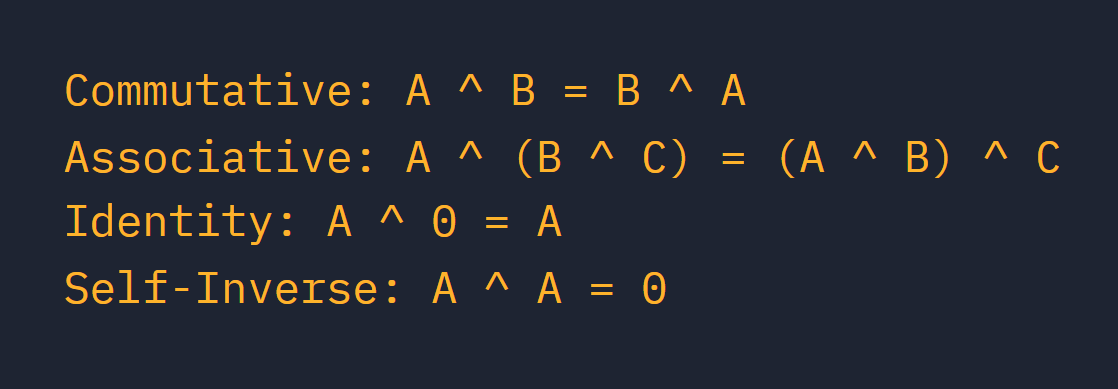 Commutative: A ^ B = B ^ A
Associative: A ^ (B ^ C) = (A ^ B) ^ C
Identity: A ^ 0 = A
Self-Inverse: A ^ A = 0